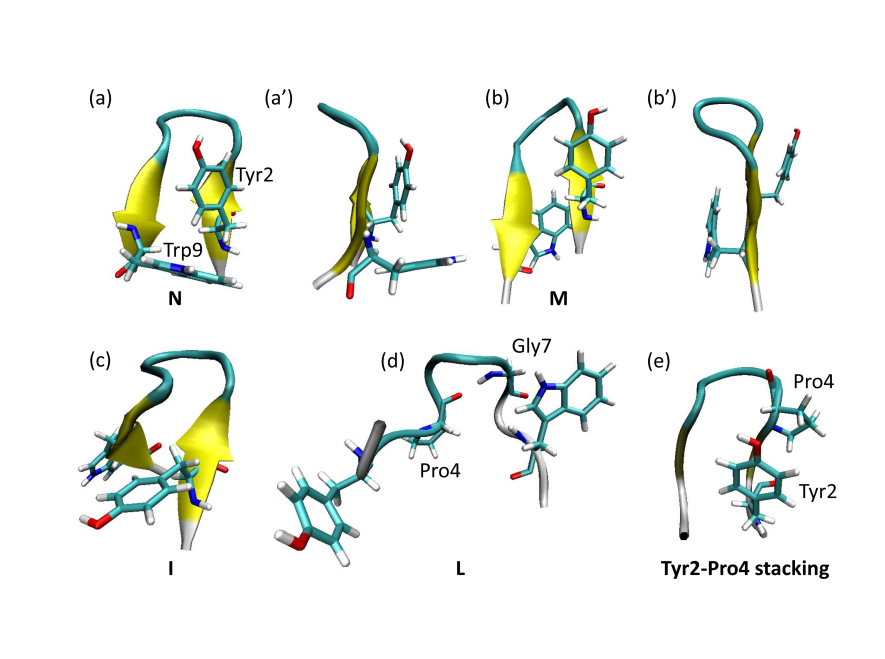 (a)
(a’)
(b)
(b’)
Tyr2
Trp9
N
M
(c)
(d)
Gly7
(e)
Pro4
Pro4
Tyr2
I
L
Tyr2-Pro4 stacking